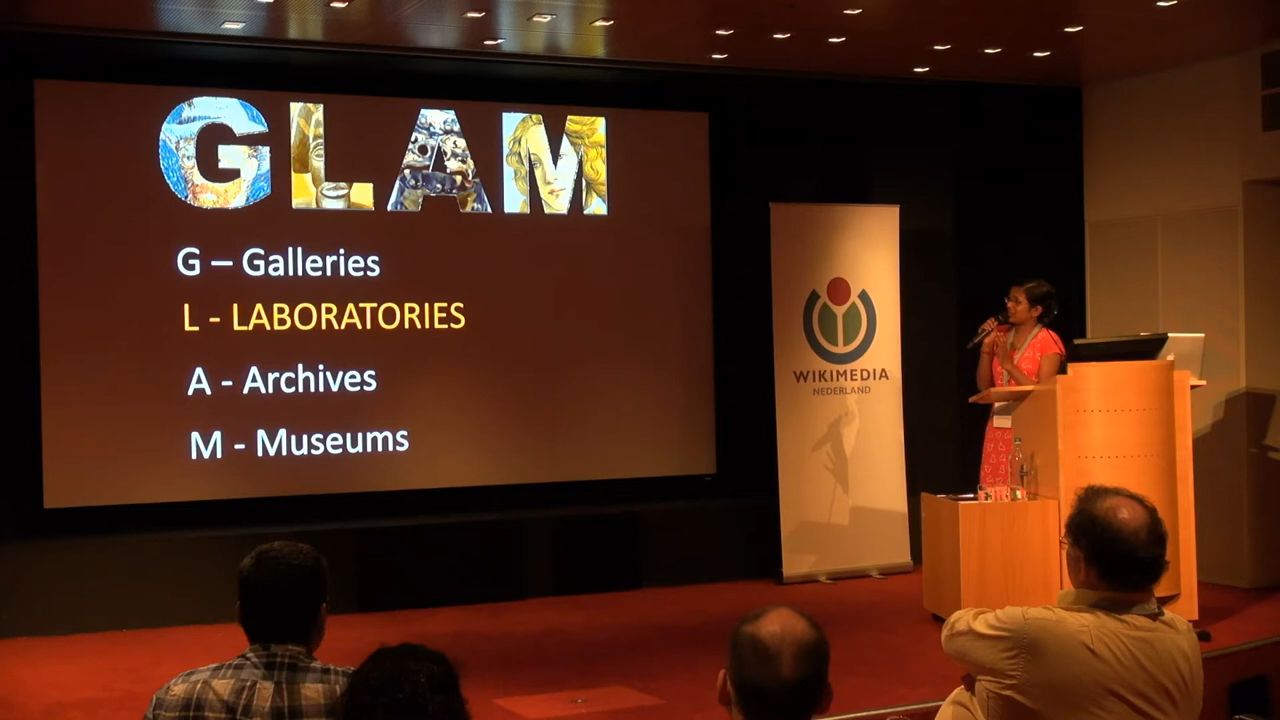 GLAM
G – Galleries
L - LABORATORIES
A - Archives
M - Museums
WIKIMEDIA
NEDERLAND